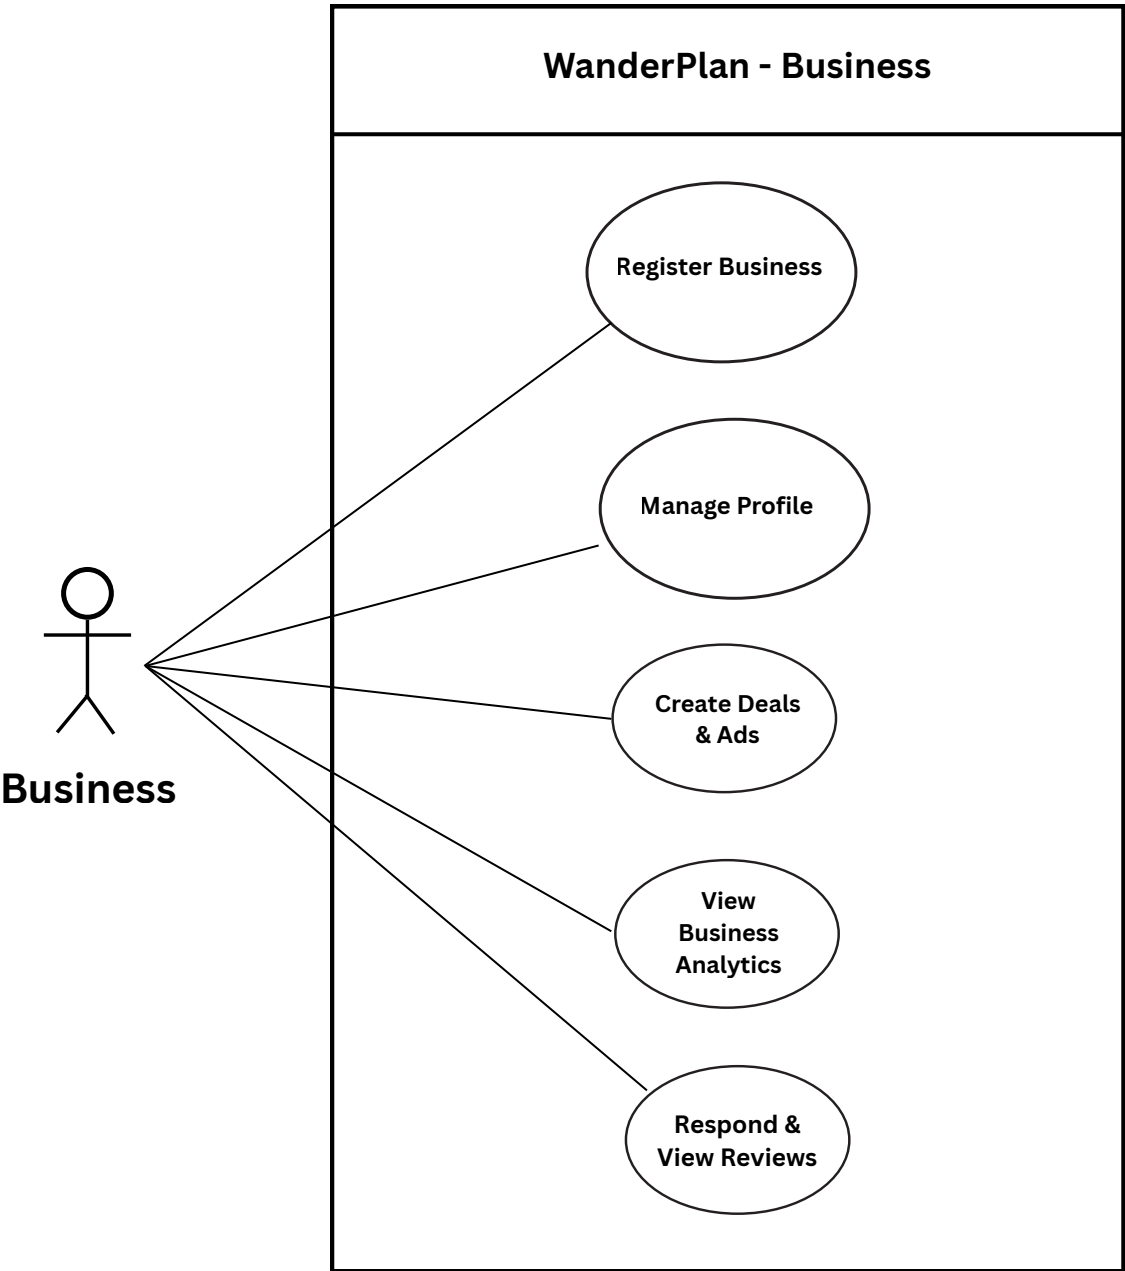 WanderPlan - Business
Register Business
Manage Profile
Create Deals
& Ads
Business
View
Business
Analytics
Respond &
View Reviews